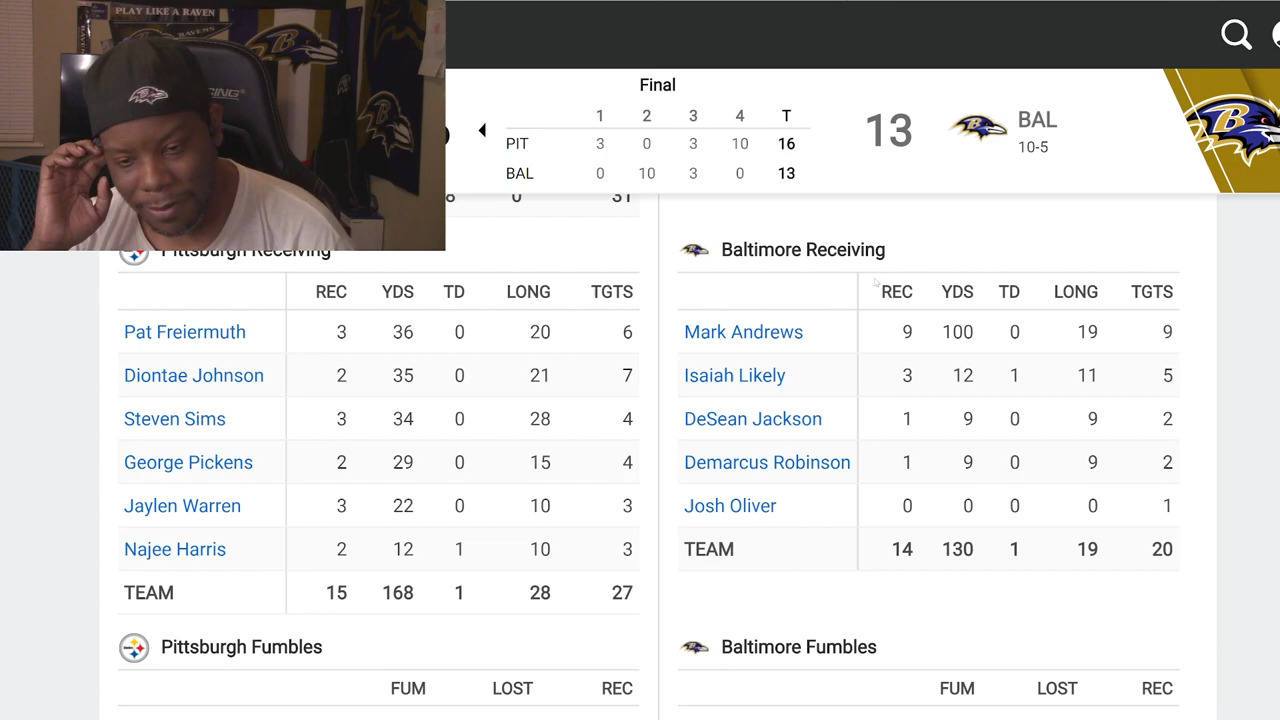 PLAY LIKE A RAVEN
Final
1 2 3 4 T
PIT 3 0 3 10 16
BAL 0 10 3 0 13
13
BAL
10-5
0 31
Pittsburgh Receiving
REC YDS TD LONG TGTS
Pat Freiermuth 3 36 0 20 6
Diontae Johnson 2 35 0 21 7
Steven Sims 3 34 0 28 4
George Pickens 2 29 0 15 4
Jaylen Warren 3 22 0 10 3
Najee Harris 2 12 1 10 3
TEAM 15 168 1 28 27
Baltimore Receiving
REC YDS TD LONG TGTS
Mark Andrews 9 100 0 19 9
Isaiah Likely 3 12 1 11 5
DeSean Jackson 1 9 0 9 2
Demarcus Robinson 1 9 0 9 2
Josh Oliver 0 0 0 0 1
TEAM 14 130 1 19 20
Pittsburgh Fumbles
FUM LOST REC
Baltimore Fumbles
FUM LOST REC